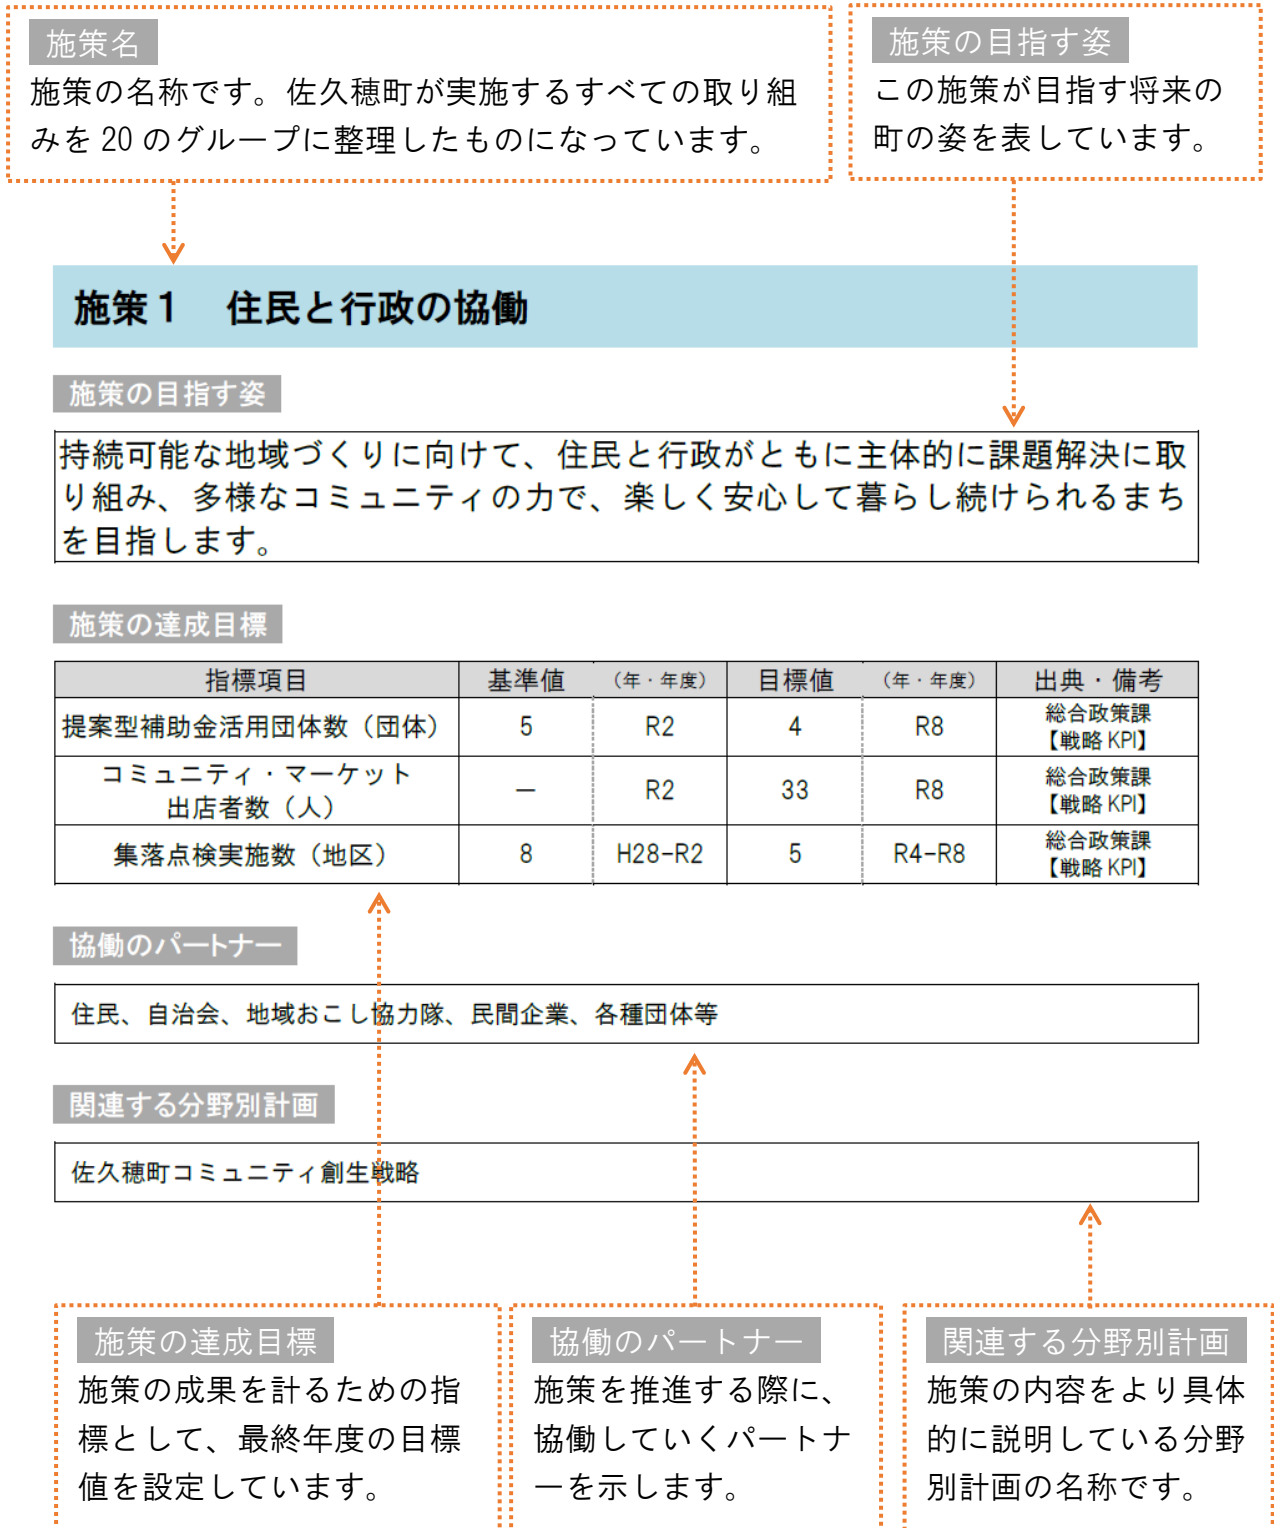 施策名
施策の名称です。佐久穂町が実施するすべての取り組
みを 20 のグループに整理したものになっています。
施策の目指す姿
この施策が目指す将来の
町の姿を表しています。
施策１　住民と行政の協働
施策の目指す姿
持続可能な地域づくりに向けて、住民と行政がともに主体的に課題解決に取
り組み、多様なコミュニティの力で、楽しく安心して暮らし続けられるまち
を目指します。
施策の達成目標
指標項目 基準値 （年・年度） 目標値 （年・年度） 出典・備考
提案型補助金活用団体数（団体） 5 R2 4 R8 総合政策課
【戦略 KPI】
コミュニティ・マーケット
出店者数（人） － R2 33 R8 総合政策課
【戦略 KPI】
集落点検実施数（地区） 8 H28-R2 5 R4-R8 総合政策課
【戦略 KPI】
協働のパートナー
住民、自治会、地域おこし協力隊、民間企業、各種団体等
関連する分野別計画
佐久穂町コミュニティ創生戦略
施策の達成目標
施策の成果を計るための指
標として、最終年度の目標
値を設定しています。
協働のパートナー
施策を推進する際に、
協働していくパートナ
ーを示します。
関連する分野別計画
施策の内容をより具体
的に説明している分野
別計画の名称です。